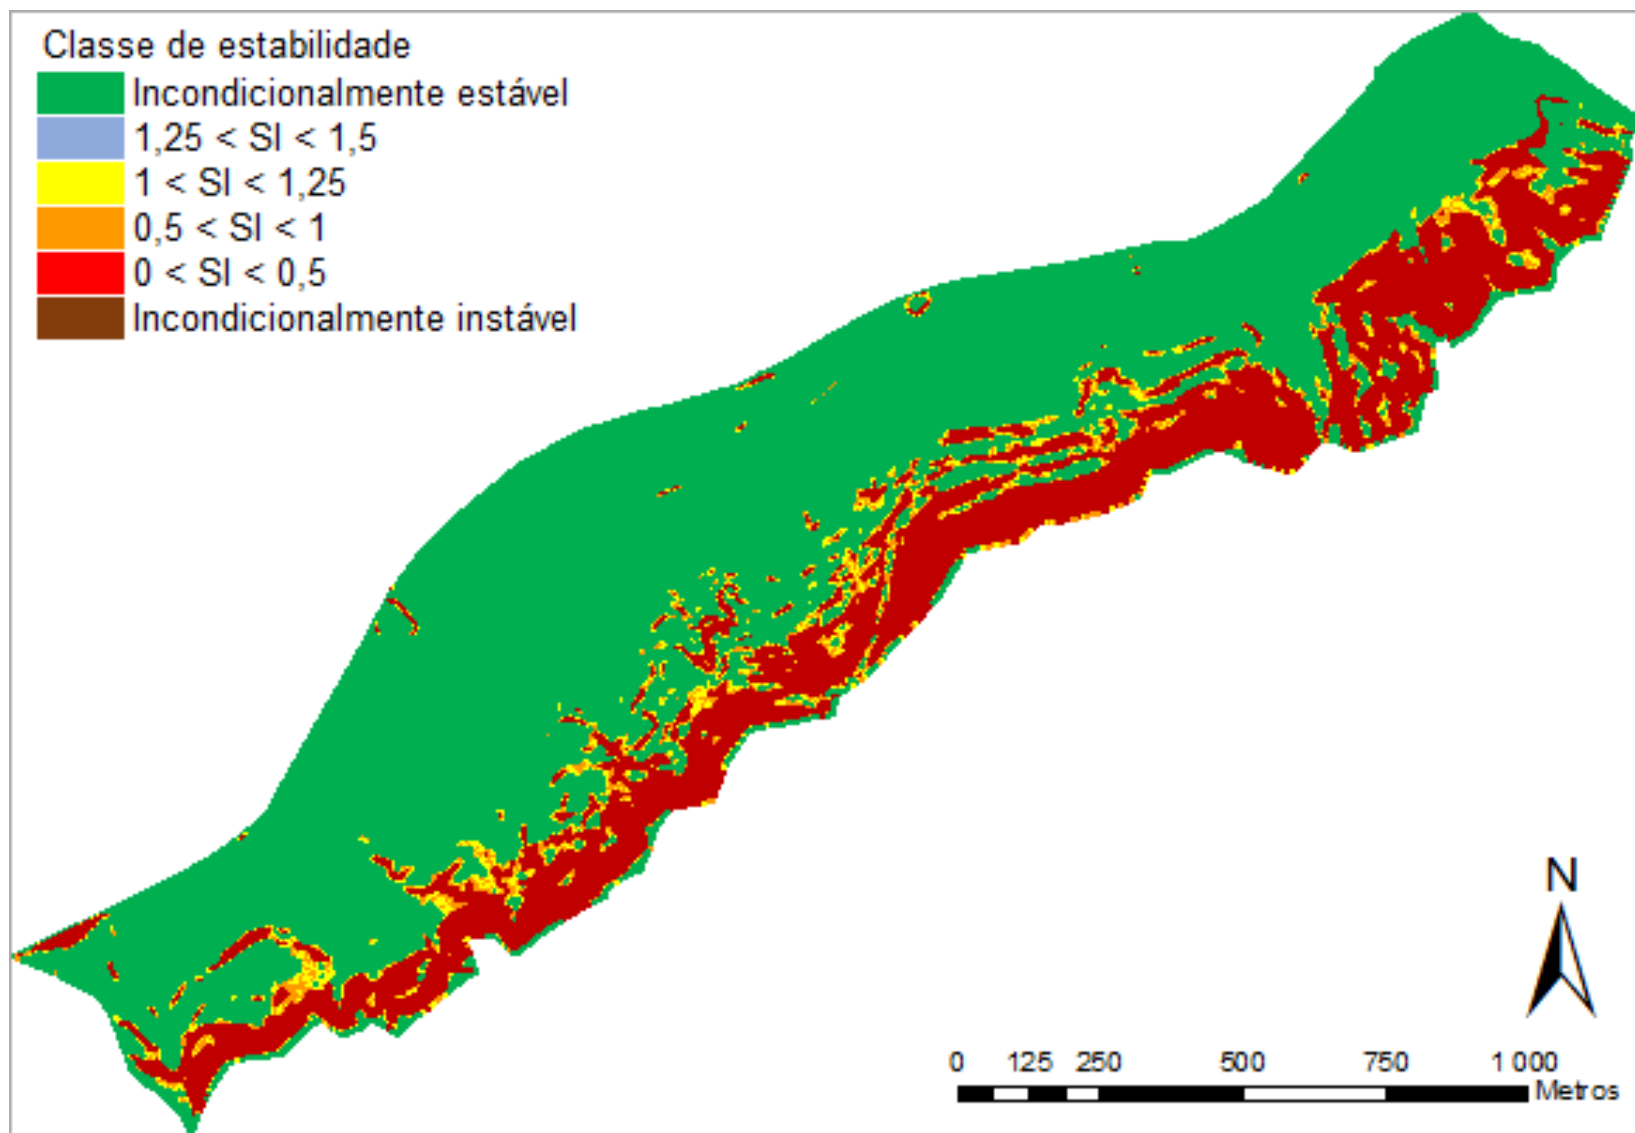 Classe de estabilidade
Incondicionalmente estável
1,25 < SI < 1,5
1 < SI < 1,25
0,5 < SI < 1
0 < SI < 0,5
Incondicionalmente instável
N
0 125 250 500 750 1 000
Metros